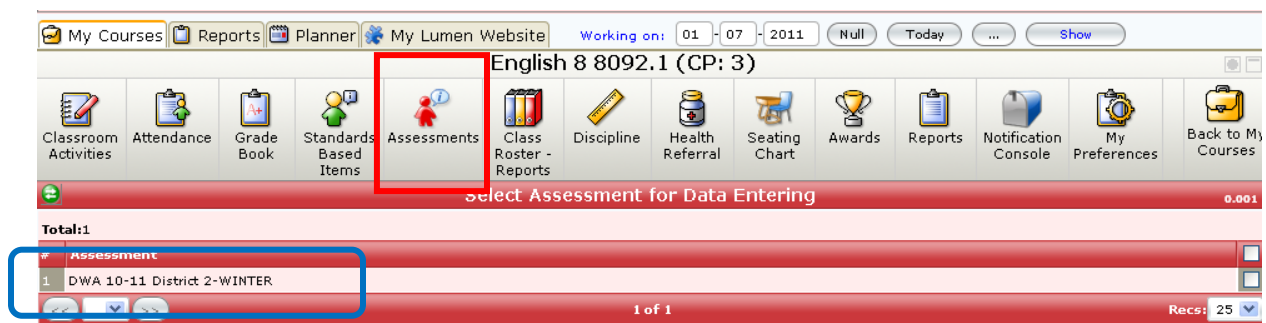 My Courses Reports Planner My Lumen Website Working on: 01 - 07 - 2011 Null Today ... Show
English 8 8092.1 (CP: 3)
Classroom Activities Attendance Grade Book Standards Based Items Assessments Class Roster - Reports Discipline Health Referral Seating Chart Awards Reports Notification Console My Preferences Back to My Courses
Select Assessment for Data Entering 0.001
Total:1
# Assessment
1 DWA 10-11 District 2-WINTER
<< >> 1 of 1 Recs: 25